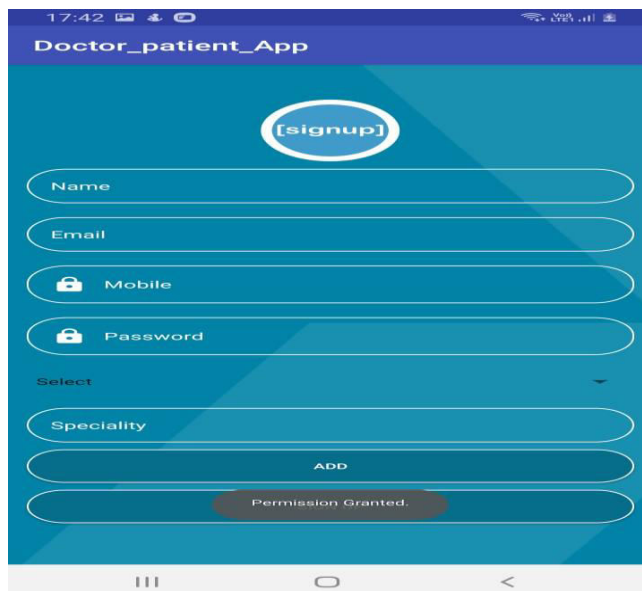 17:42
Doctor_patient_App
[signup]
Name
Email
Mobile
Password
Select
Speciality
ADD
Permission Granted.